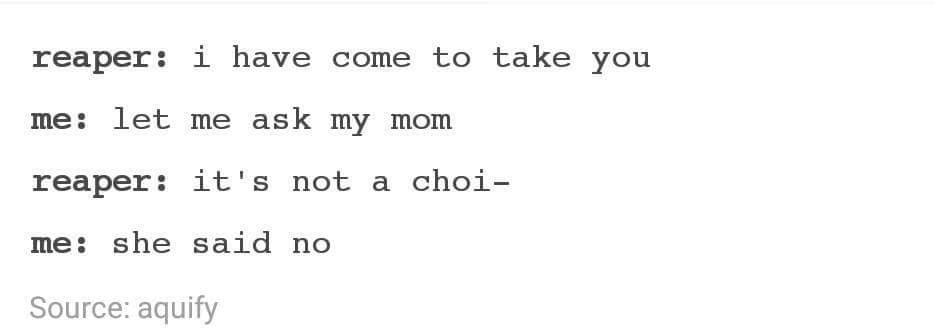 reaper: i have come to take you
me: let me ask my mom
reaper: it's not a choi-
me: she said no
Source: aquify